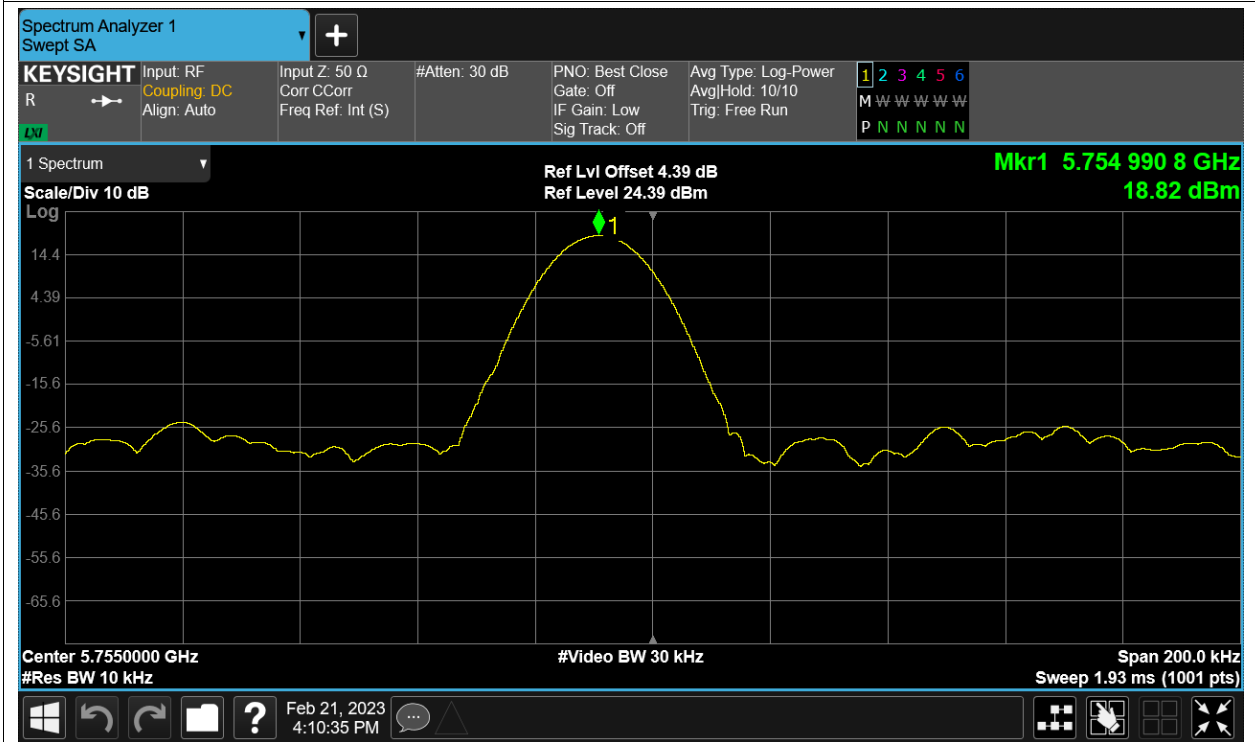 Spectrum Analyzer 1
Swept SA
KEYSIGHT
R
LXI
Input: RF
Coupling: DC
Align: Auto
Input Z: 50 Ω
Corr CCorr
Freq Ref: Int (S)
#Atten: 30 dB
PNO: Best Close
Gate: Off
IF Gain: Low
Sig Track: Off
Avg Type: Log-Power
Avg|Hold: 10/10
Trig: Free Run
1 2 3 4 5 6
M W W W W W
P N N N N N
1 Spectrum
Scale/Div 10 dB
Ref Lvl Offset 4.39 dB
Ref Level 24.39 dBm
Mkr1 5.754 990 8 GHz
18.82 dBm
Log
1
14.4
4.39
-5.61
-15.6
-25.6
-35.6
-45.6
-55.6
-65.6
Center 5.7550000 GHz
#Video BW 30 kHz
Span 200.0 kHz
#Res BW 10 kHz
Sweep 1.93 ms (1001 pts)
?
Feb 21, 2023
4:10:35 PM